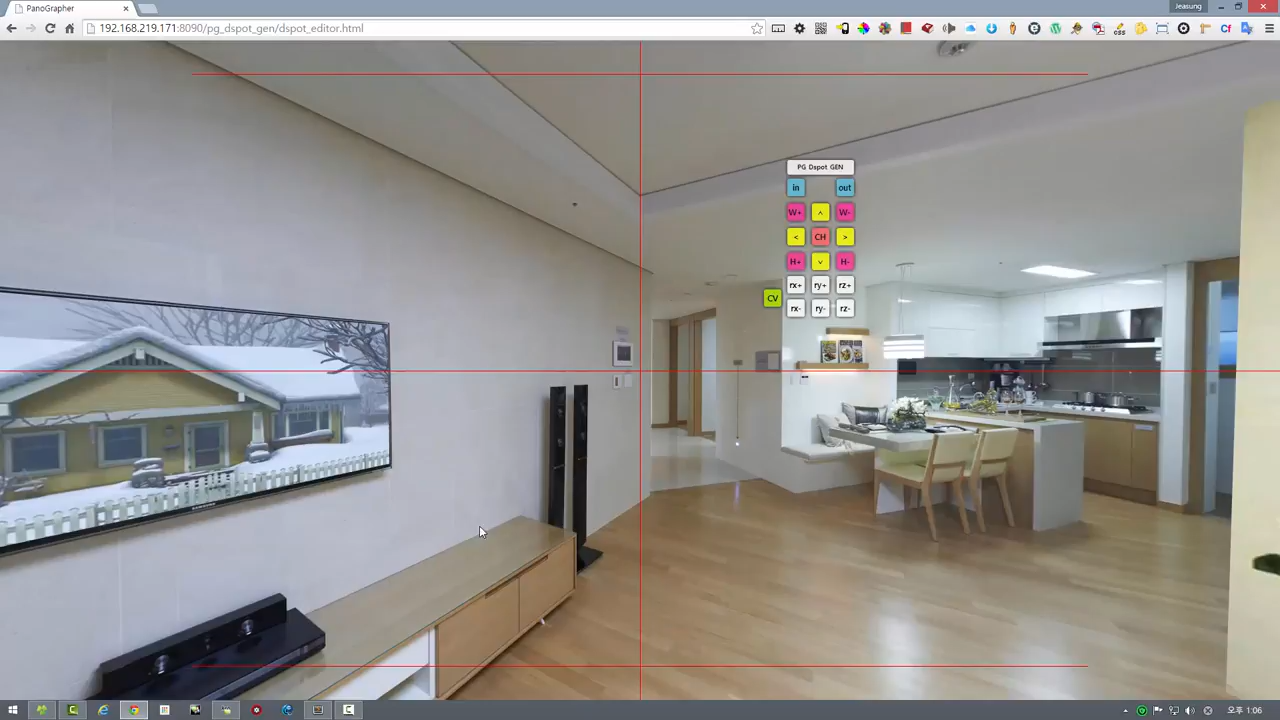 PanoGrapher
Jeasung
192.168.219.171:8090/pg_dspot_gen/dspot_editor.html
PG Dspot GEN
in
out
W+
^
W-
<
CH
>
H+
v
H-
rx+
ry+
rz+
CV
rx-
ry-
rz-
오후 1:06